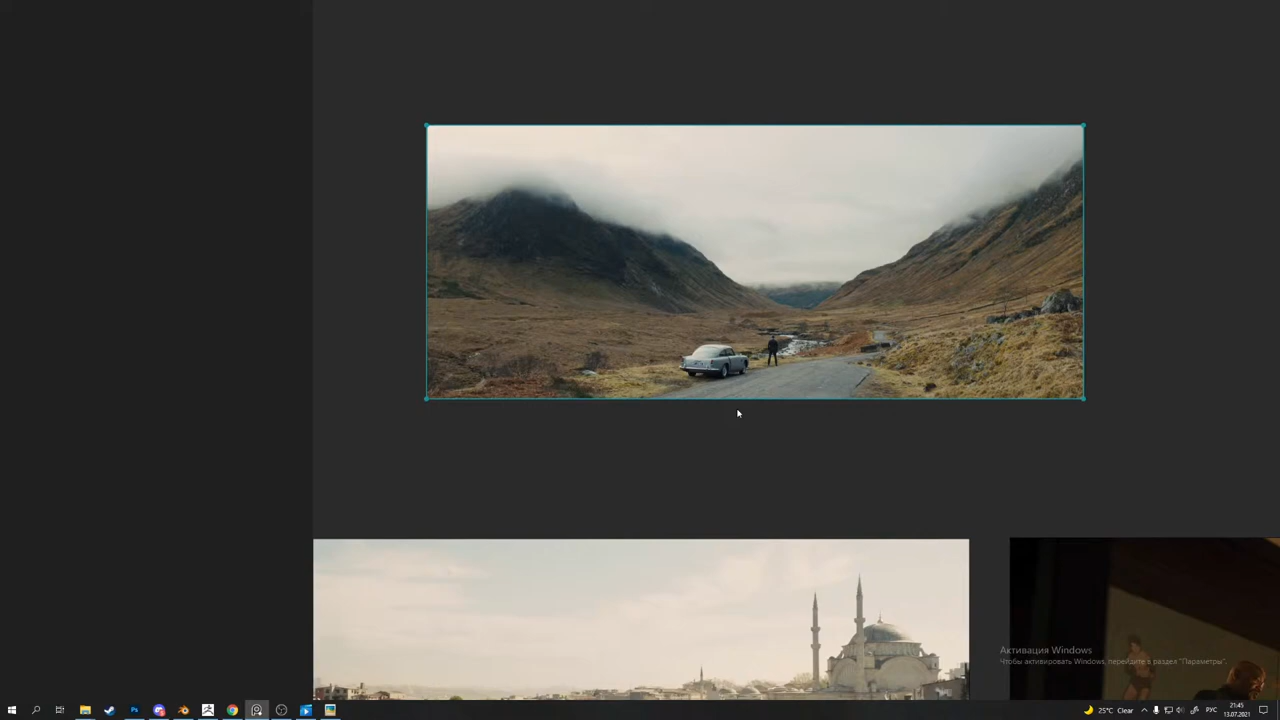 Активация Windows
Чтобы активировать Windows, перейдите в раздел "Параметры".
25°C Clear
РУС
21:45
13.07.2021